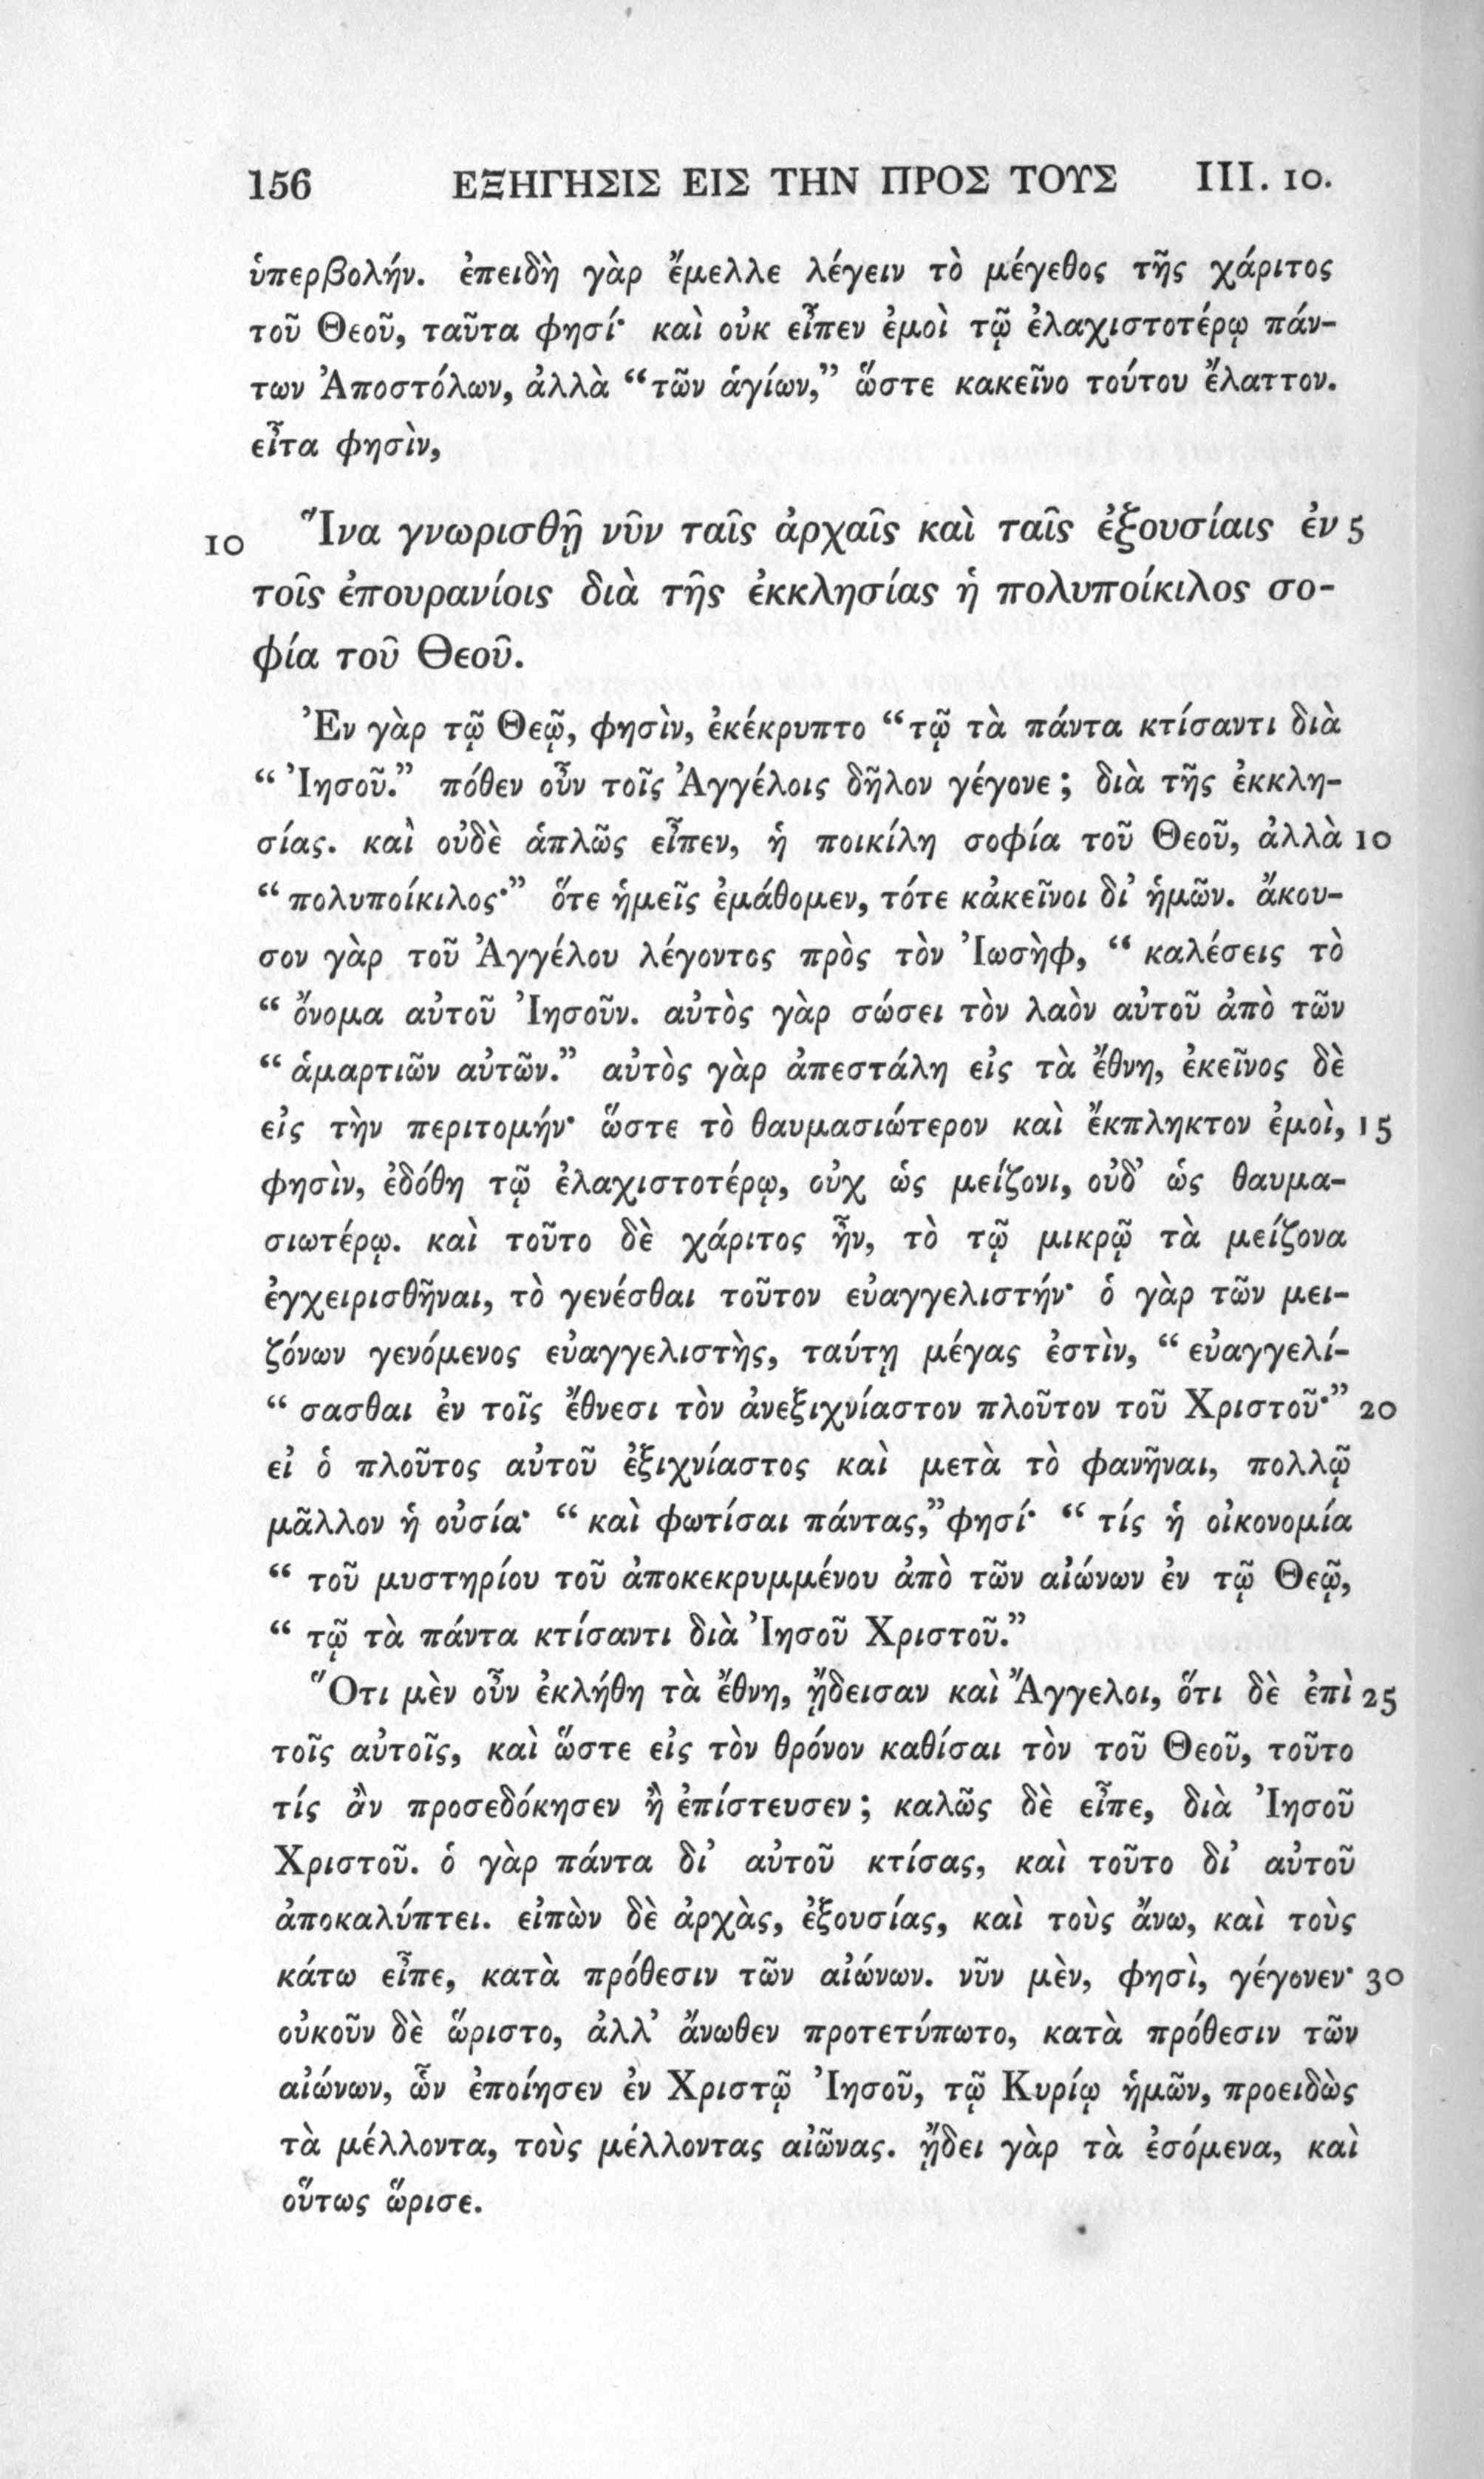 156 ΕΞΗΓΗΣΙΣ ΕΙΣ ΤΗΝ ΠΡΟΣ ΤΟΥΣ III. 10.
ὑπερβολήν. ἐπειδὴ γὰρ ἔμελλε λέγειν τὸ μέγεθος τῆς χάριτος
τοῦ Θεοῦ, ταῦτα φησί· καὶ οὐκ εἶπεν ἐμοὶ τῷ ἐλαχιστοτέρῳ πάν-
των Ἀποστόλων, ἀλλὰ “τῶν ἁγίων,” ὥστε κακεῖνο τούτου ἔλαττον.
εἶτα φησὶν,
10 Ἵνα γνωρισθῇ νῦν ταῖς ἀρχαῖς καὶ ταῖς ἐξουσίαις ἐν 5
τοῖς ἐπουρανίοις διὰ τῆς ἐκκλησίας ἡ πολυποίκιλος σο-
φία τοῦ Θεοῦ.
Ἐν γὰρ τῷ Θεῷ, φησὶν, ἐκέκρυπτο “τῷ τὰ πάντα κτίσαντι διὰ
“ Ἰησοῦ.” πόθεν οὖν τοῖς Ἀγγέλοις δῆλον γέγονε ; διὰ τῆς ἐκκλη-
σίας. καὶ οὐδὲ ἁπλῶς εἶπεν, ἡ ποικίλη σοφία τοῦ Θεοῦ, ἀλλὰ 10
“ πολυποίκιλος·” ὅτε ἡμεῖς ἐμάθομεν, τότε κἀκεῖνοι δι’ ἡμῶν. ἄκου-
σον γὰρ τοῦ Ἀγγέλου λέγοντος πρὸς τὸν Ἰωσὴφ, “ καλέσεις τὸ
“ ὄνομα αὐτοῦ Ἰησοῦν. αὐτὸς γὰρ σώσει τὸν λαὸν αὐτοῦ ἀπὸ τῶν
“ ἁμαρτιῶν αὐτῶν.” αὐτὸς γὰρ ἀπεστάλη εἰς τὰ ἔθνη, ἐκεῖνος δὲ
εἰς τὴν περιτομήν· ὥστε τὸ θαυμασιώτερον καὶ ἔκπληκτον ἐμοὶ, 15
φησὶν, ἐδόθη τῷ ἐλαχιστοτέρῳ, οὐχ ὡς μείζονι, οὐδ’ ὡς θαυμα-
σιωτέρῳ. καὶ τοῦτο δὲ χάριτος ἦν, τὸ τῷ μικρῷ τὰ μείζονα
ἐγχειρισθῆναι, τὸ γενέσθαι τοῦτον εὐαγγελιστήν· ὁ γὰρ τῶν μει-
ζόνων γενόμενος εὐαγγελιστὴς, ταύτῃ μέγας ἐστὶν, “ εὐαγγελί-
“ σασθαι ἐν τοῖς ἔθνεσι τὸν ἀνεξιχνίαστον πλοῦτον τοῦ Χριστοῦ·” 20
εἰ ὁ πλοῦτος αὐτοῦ ἐξιχνίαστος καὶ μετὰ τὸ φανῆναι, πολλῷ
μᾶλλον ἡ οὐσία· “ καὶ φωτίσαι πάντας,” φησί· “ τίς ἡ οἰκονομία
“ τοῦ μυστηρίου τοῦ ἀποκεκρυμμένου ἀπὸ τῶν αἰώνων ἐν τῷ Θεῷ,
“ τῷ τὰ πάντα κτίσαντι διὰ Ἰησοῦ Χριστοῦ.”
Ὅτι μὲν οὖν ἐκλήθη τὰ ἔθνη, ᾔδεισαν καὶ Ἄγγελοι, ὅτι δὲ ἐπὶ 25
τοῖς αὐτοῖς, καὶ ὥστε εἰς τὸν θρόνον καθίσαι τὸν τοῦ Θεοῦ, τοῦτο
τίς ἂν προσεδόκησεν ἢ ἐπίστευσεν ; καλῶς δὲ εἶπε, διὰ Ἰησοῦ
Χριστοῦ. ὁ γὰρ πάντα δι’ αὐτοῦ κτίσας, καὶ τοῦτο δι’ αὐτοῦ
ἀποκαλύπτει. εἰπὼν δὲ ἀρχὰς, ἐξουσίας, καὶ τοὺς ἄνω, καὶ τοὺς
κάτω εἶπε, κατὰ πρόθεσιν τῶν αἰώνων. νῦν μὲν, φησὶ, γέγονεν· 30
οὐκοῦν δὲ ὥριστο, ἀλλ’ ἄνωθεν προτετύπωτο, κατὰ πρόθεσιν τῶν
αἰώνων, ὧν ἐποίησεν ἐν Χριστῷ Ἰησοῦ, τῷ Κυρίῳ ἡμῶν, προειδὼς
τὰ μέλλοντα, τοὺς μέλλοντας αἰῶνας. ᾔδει γὰρ τὰ ἐσόμενα, καὶ
οὕτως ὥρισε.